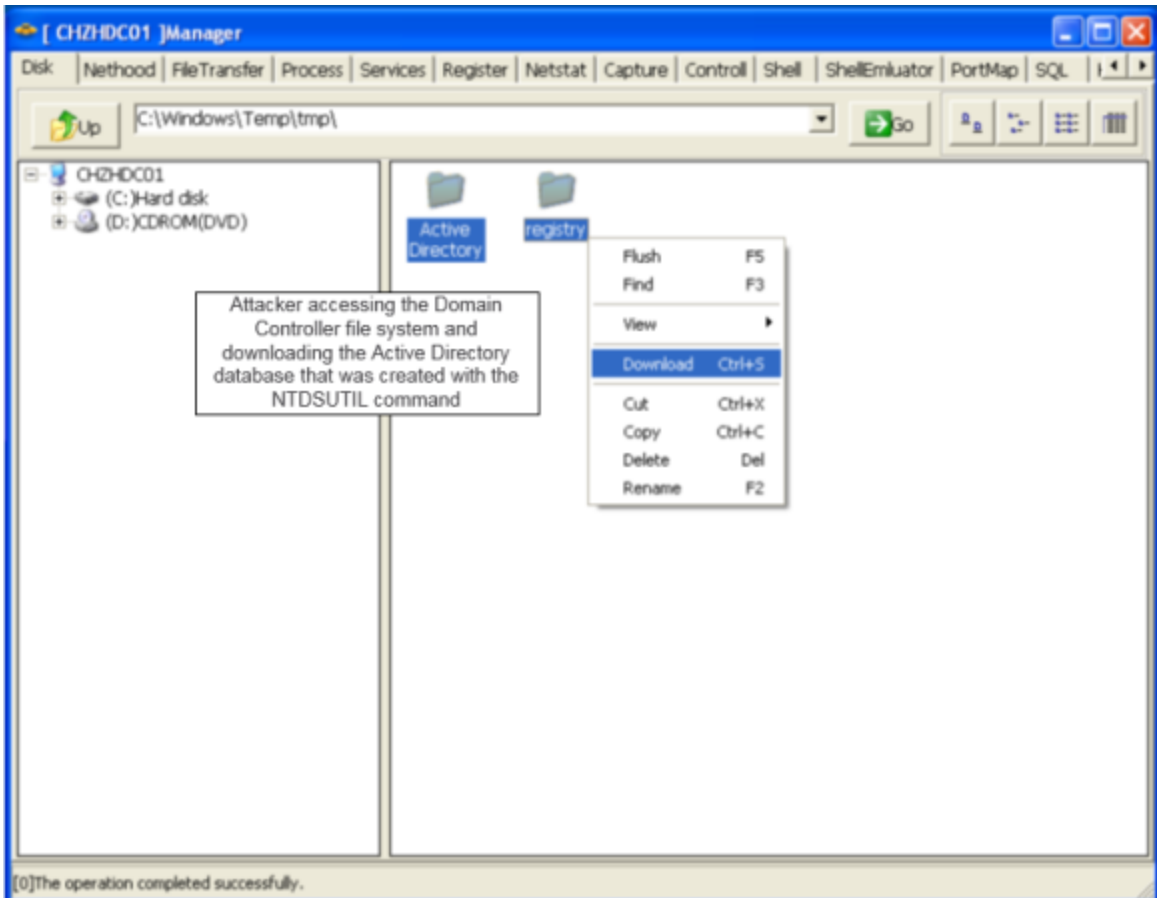 [ CHZHDC01 ]Manager
Disk Nethood FileTransfer Process Services Register Netstat Capture Controll Shell ShellEmluator PortMap SQL
Up C:\Windows\Temp\tmp\ Go
CHZHDC01
(C:)Hard disk
(D:)CDROM(DVD)
Active
Directory
registry
Flush F5
Find F3
View
Download Ctrl+S
Cut Ctrl+X
Copy Ctrl+C
Delete Del
Rename F2
Attacker accessing the Domain
Controller file system and
downloading the Active Directory
database that was created with the
NTDSUTIL command
[0]The operation completed successfully.